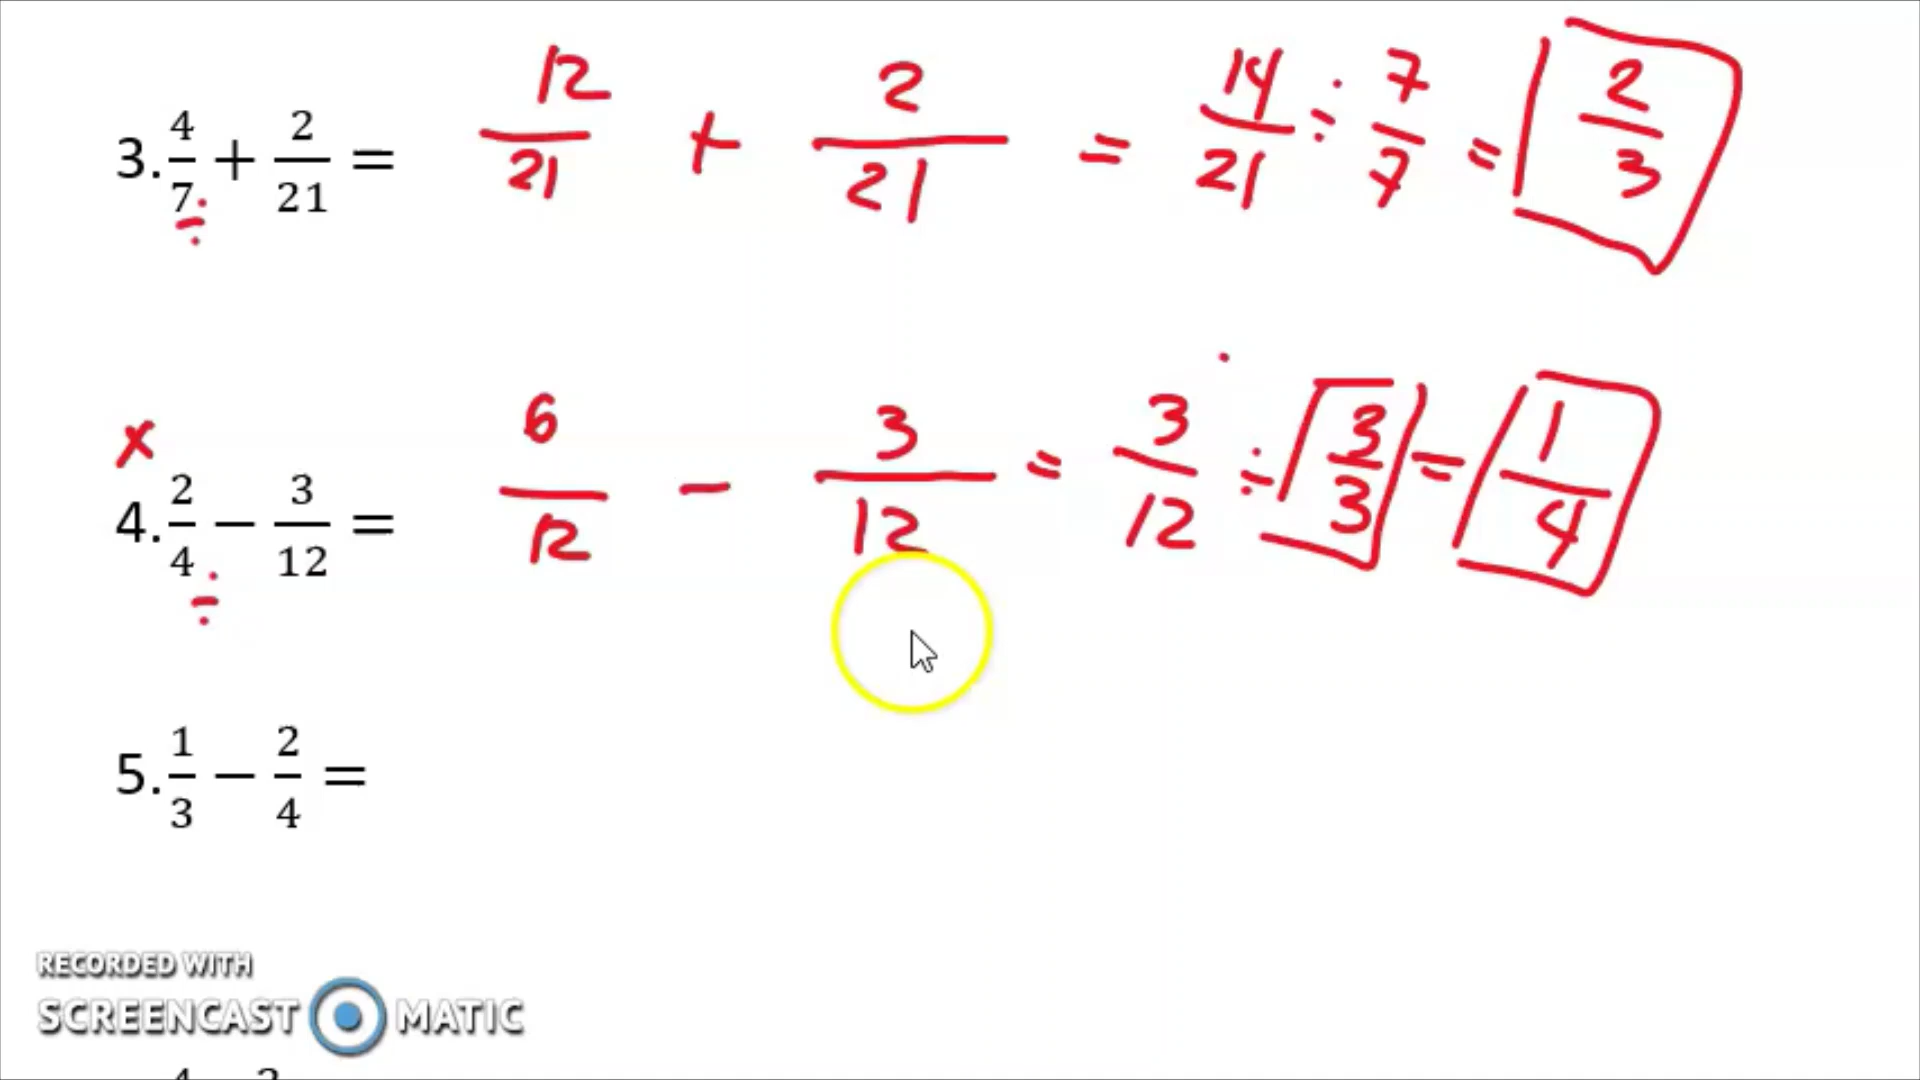 3. 4/7 + 2/21 = 12/21 + 2/21 = 14/21 ÷ 7/7 = 2/3
÷
x
4. 2/4 − 3/12 = 6/12 − 3/12 = 3/12 ÷ 3/3 = 1/4
÷
5. 1/3 − 2/4 =
RECORDED WITH
SCREENCAST MATIC